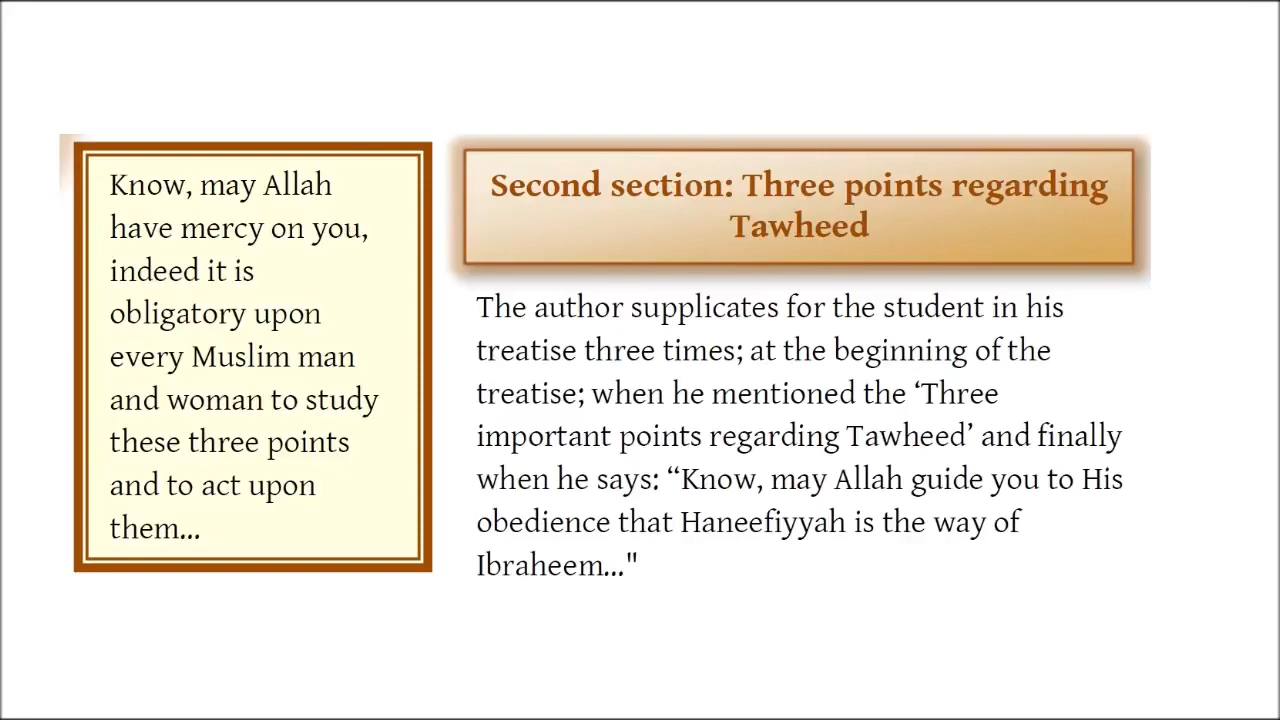 Know, may Allah
have mercy on you,
indeed it is
obligatory upon
every Muslim man
and woman to study
these three points
and to act upon
them...
Second section: Three points regarding
Tawheed
The author supplicates for the student in his
treatise three times; at the beginning of the
treatise; when he mentioned the ‘Three
important points regarding Tawheed’ and finally
when he says: “Know, may Allah guide you to His
obedience that Haneefiyyah is the way of
Ibraheem..."